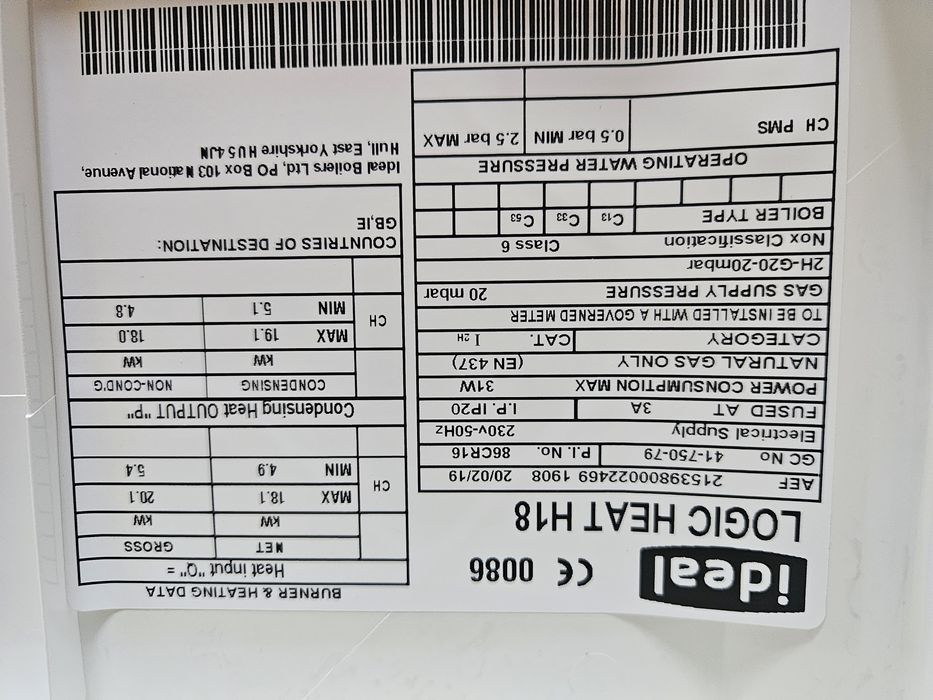 ideal
CE 0086
LOGIC HEAT H18
AEF 21539800002469 1908 20/02/19
GC No 41-750-79 P.I. No. 86CR16
Electrical Supply 230v-50Hz
FUSED AT 3A I.P. IP20
POWER CONSUMPTION MAX 31W
NATURAL GAS ONLY (EN 437)
CATEGORY CAT. I 2H
TO BE INSTALLED WITH A GOVERNED METER
GAS SUPPLY PRESSURE 20 mbar
2H-G20-20mbar
Nox Classification Class 6
BOILER TYPE C13 C33 C53
OPERATING WATER PRESSURE
CH PMS 0.5 bar MIN 2.5 bar MAX
BURNER & HEATING DATA
Heat input "Q" =
NET GROSS
kW kW
CH MAX 18.1 20.1
MIN 4.9 5.4
Condensing Heat OUTPUT "P"
CONDENSING NON-COND'G
kW kW
CH MAX 19.1 18.0
MIN 5.1 4.8
COUNTRIES OF DESTINATION:
GB,IE
Ideal Boilers Ltd, PO Box 103 National Avenue,
Hull, East Yorkshire HU5 4JN